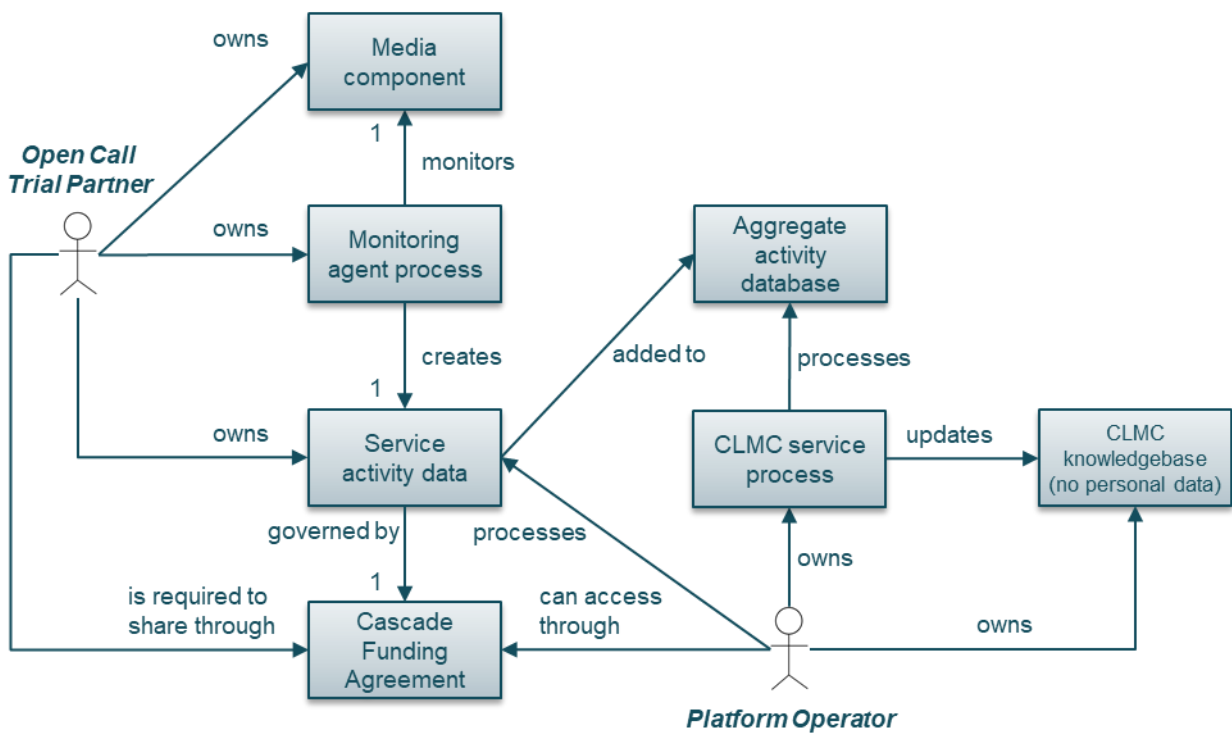 owns
Media
component
1
monitors
Open Call
Trial Partner
owns
Monitoring
agent process
Aggregate
activity
database
creates
added to
processes
1
owns
Service
activity data
CLMC service
process
updates
CLMC
knowledgebase
(no personal data)
governed by
processes
owns
1
is required to
share through
Cascade
Funding
Agreement
can access
through
owns
Platform Operator